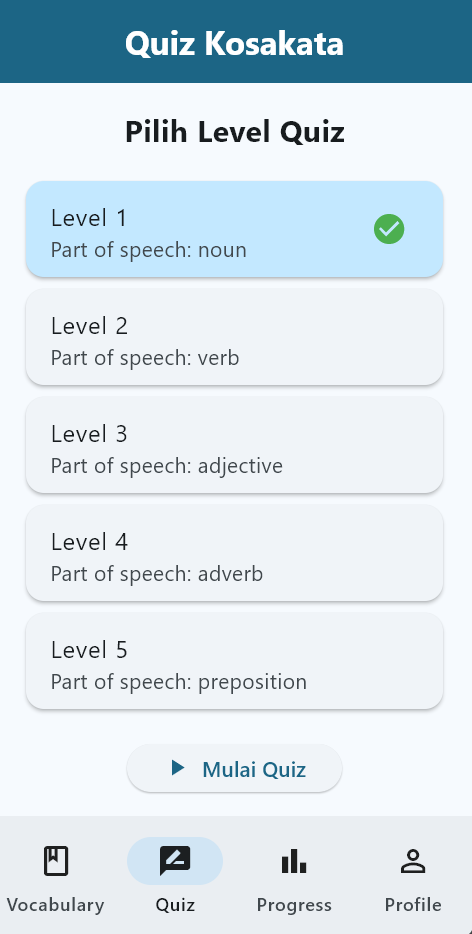 Quiz Kosakata
Pilih Level Quiz
Level 1
Part of speech: noun
Level 2
Part of speech: verb
Level 3
Part of speech: adjective
Level 4
Part of speech: adverb
Level 5
Part of speech: preposition
Mulai Quiz
Vocabulary
Quiz
Progress
Profile